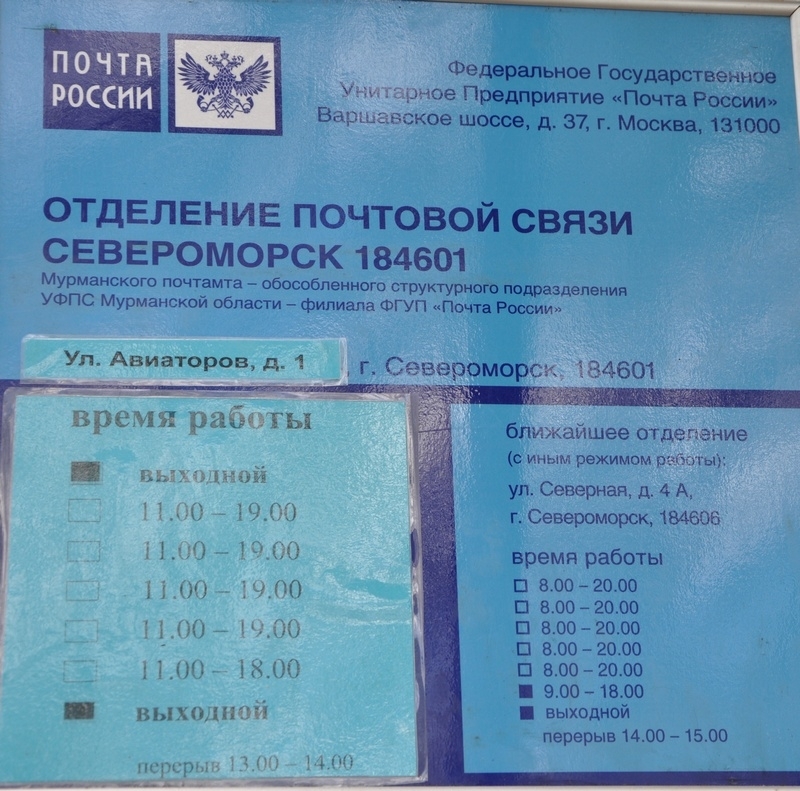 ПОЧТА
РОССИИ
Федеральное Государственное
Унитарное Предприятие «Почта России»
Варшавское шоссе, д. 37, г. Москва, 131000
ОТДЕЛЕНИЕ ПОЧТОВОЙ СВЯЗИ
СЕВЕРОМОРСК 184601
Мурманского почтамта – обособленного структурного подразделения
УФПС Мурманской области – филиала ФГУП «Почта России»
Ул. Авиаторов, д. 1 , г. Североморск, 184601
время работы
выходной
11.00 – 19.00
11.00 – 19.00
11.00 – 19.00
11.00 – 19.00
11.00 – 18.00
выходной
перерыв 13.00 – 14.00
ближайшее отделение
(с иным режимом работы):
ул. Северная, д. 4 А,
г. Североморск, 184606
время работы
8.00 – 20.00
8.00 – 20.00
8.00 – 20.00
8.00 – 20.00
8.00 – 20.00
9.00 – 18.00
выходной
перерыв 14.00 – 15.00